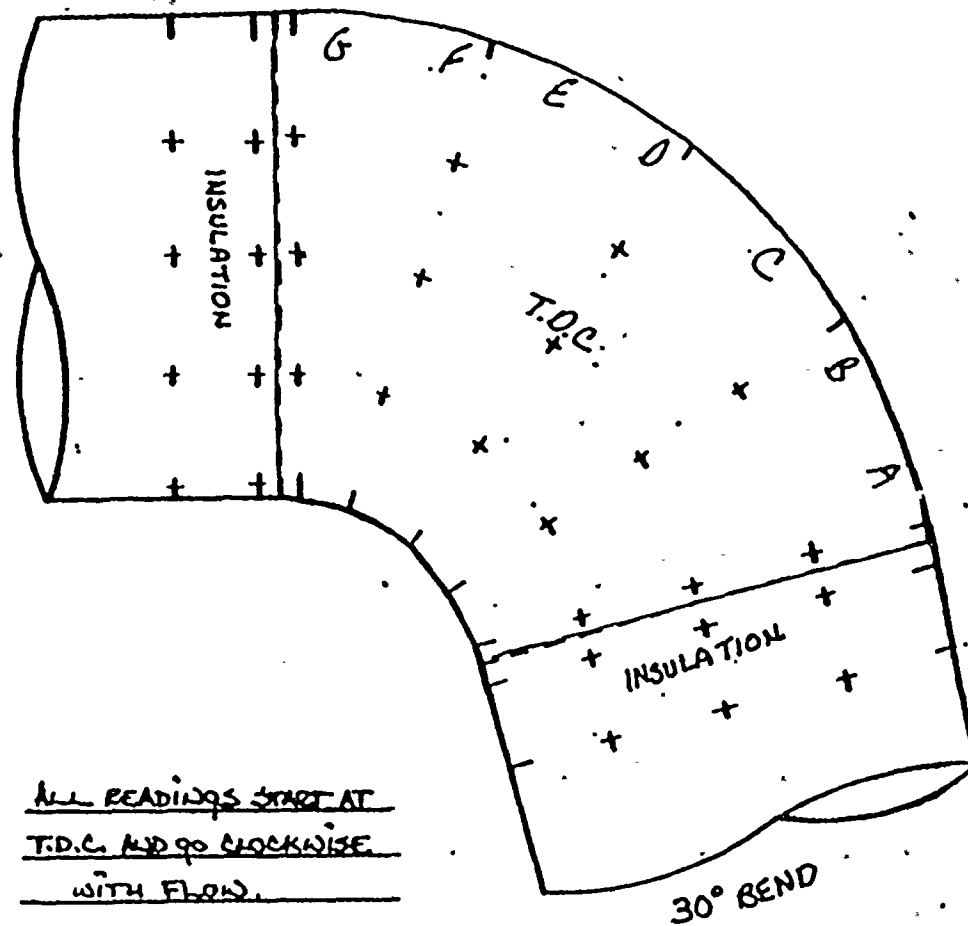 G
F
E
D
C
B
A
INSULATION
T.D.C.
INSULATION
ALL READINGS START AT
T.D.C. AND go CLOCKWISE
WITH FLOW.
30° BEND